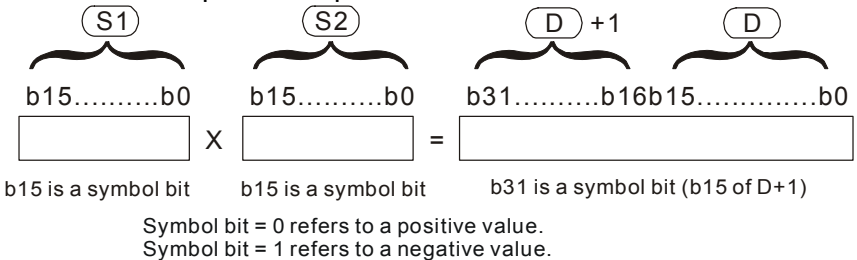 S1 S2 D +1 D
b15..........b0 b15..........b0 b31..........b16b15..............b0
X =
b15 is a symbol bit b15 is a symbol bit b31 is a symbol bit (b15 of D+1)
Symbol bit = 0 refers to a positive value.
Symbol bit = 1 refers to a negative value.